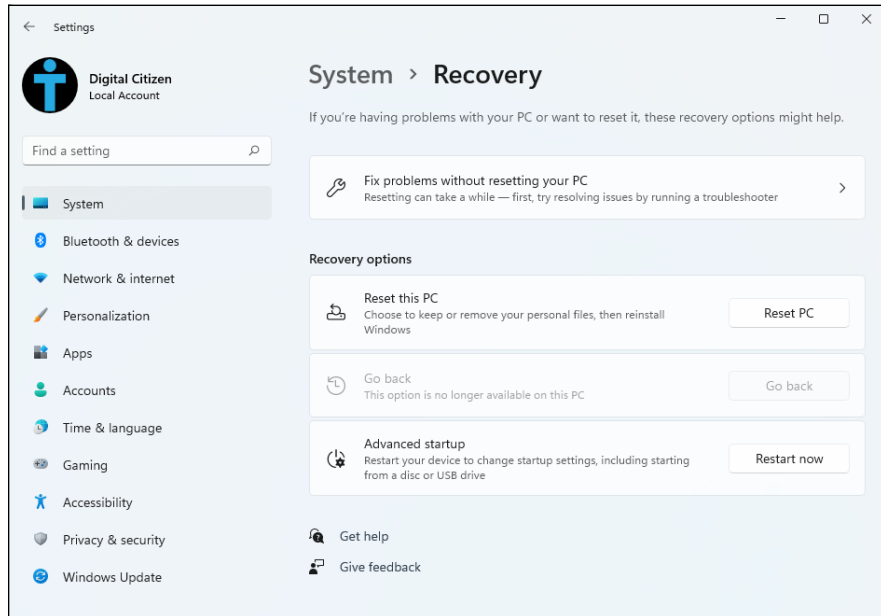 Settings
Digital Citizen
Local Account
Find a setting
System
Bluetooth & devices
Network & internet
Personalization
Apps
Accounts
Time & language
Gaming
Accessibility
Privacy & security
Windows Update
System > Recovery
If you're having problems with your PC or want to reset it, these recovery options might help.
Fix problems without resetting your PC
Resetting can take a while — first, try resolving issues by running a troubleshooter
Recovery options
Reset this PC
Choose to keep or remove your personal files, then reinstall
Windows
Reset PC
Go back
This option is no longer available on this PC
Go back
Advanced startup
Restart your device to change startup settings, including starting
from a disc or USB drive
Restart now
Get help
Give feedback